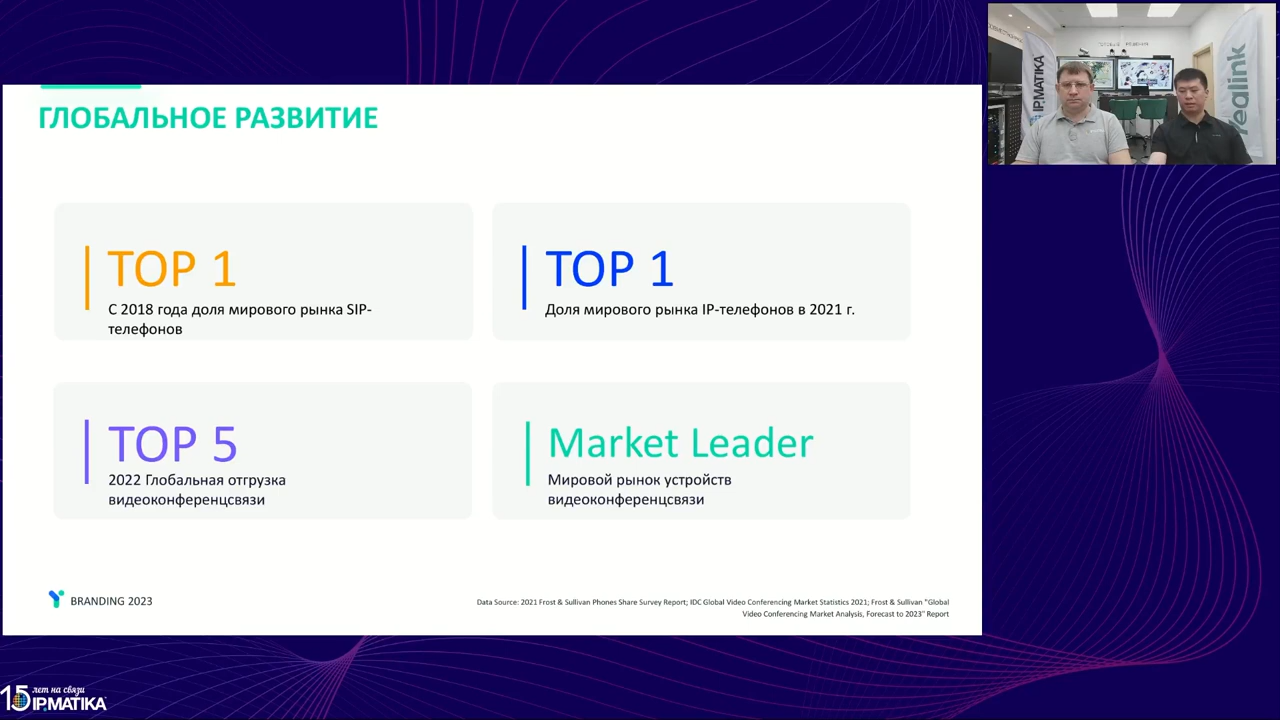 ГЛОБАЛЬНОЕ РАЗВИТИЕ
TOP 1
С 2018 года доля мирового рынка SIP-
телефонов
TOP 1
Доля мирового рынка IP-телефонов в 2021 г.
TOP 5
2022 Глобальная отгрузка
видеоконференцсвязи
Market Leader
Мировой рынок устройств
видеоконференцсвязи
BRANDING 2023
Data Source: 2021 Frost & Sullivan Phones Share Survey Report; IDC Global Video Conferencing Market Statistics 2021; Frost & Sullivan "Global
Video Conferencing Market Analysis, Forecast to 2023" Report
IPMATIKA
Yealink
15 лет на связи
IPMATIKA